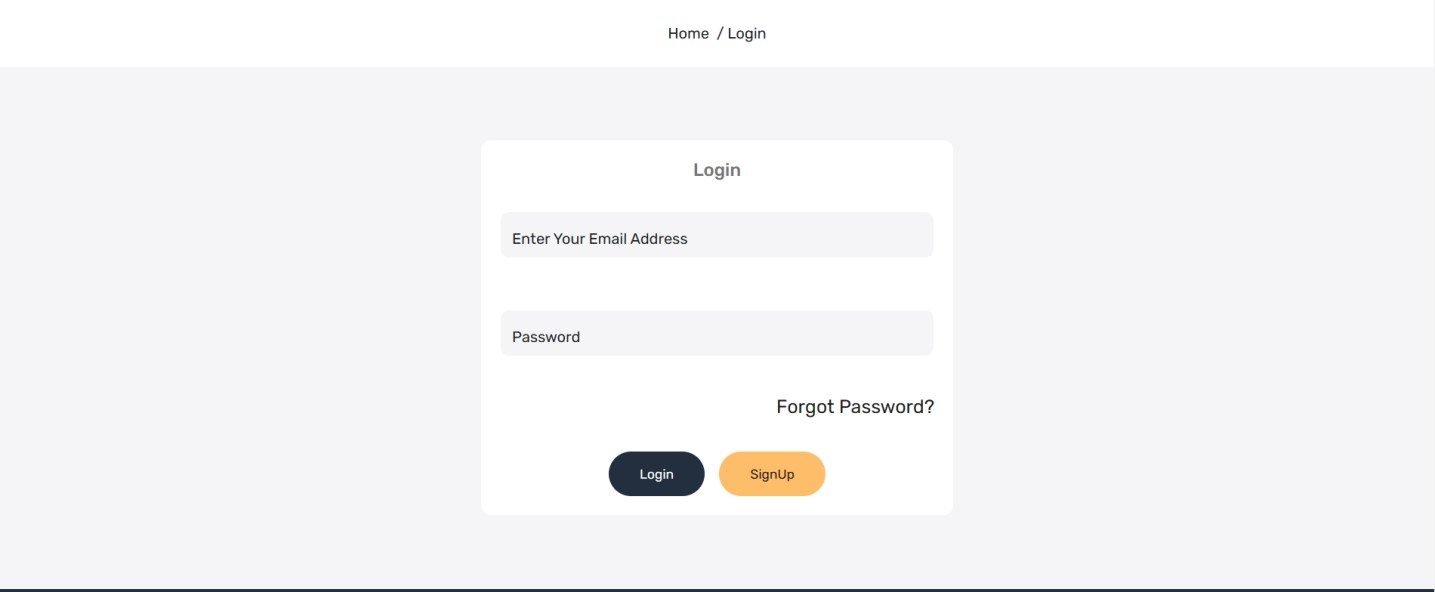 Home / Login
Login
Enter Your Email Address
Password
Forgot Password?
Login SignUp